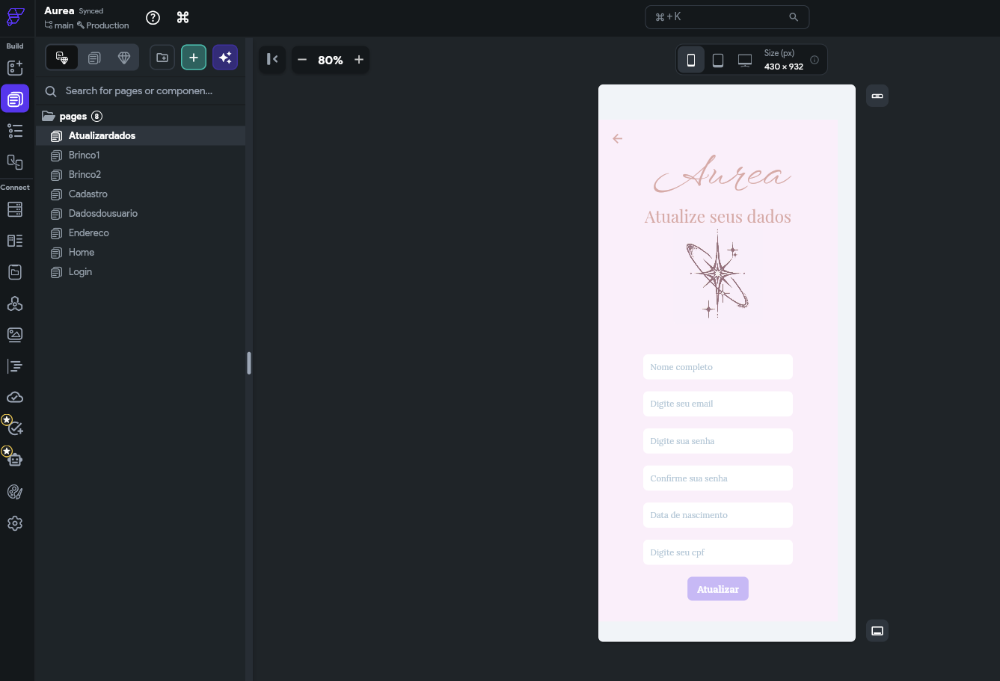 Aurea Synced
main Production
⌘+K
Build
Connect
80%
Size (px)
430 × 932
Search for pages or componen...
pages 8
Atualizardados
Brinco1
Brinco2
Cadastro
Dadosdousuario
Endereco
Home
Login
Aurea
Atualize seus dados
Nome completo
Digite seu email
Digite sua senha
Confirme sua senha
Data de nascimento
Digite seu cpf
Atualizar